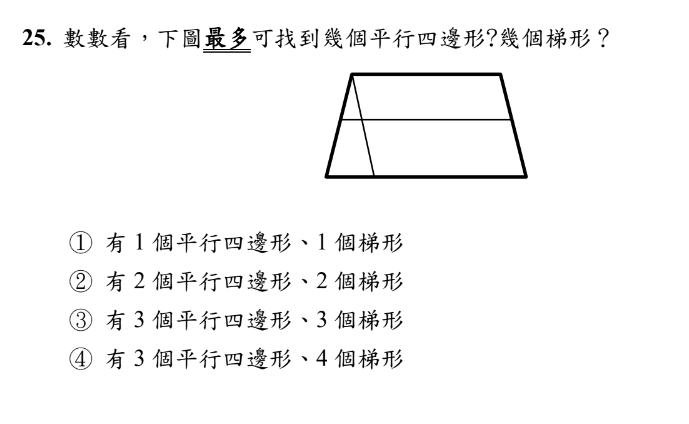 25. 數數看，下圖最多可找到幾個平行四邊形?幾個梯形？
① 有 1 個平行四邊形、1 個梯形
② 有 2 個平行四邊形、2 個梯形
③ 有 3 個平行四邊形、3 個梯形
④ 有 3 個平行四邊形、4 個梯形